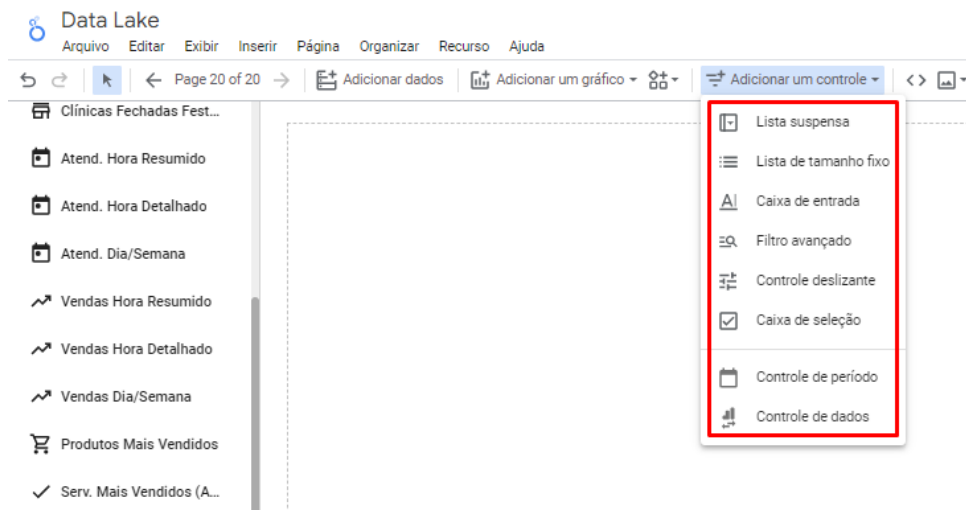 Data Lake
Arquivo Editar Exibir Inserir Página Organizar Recurso Ajuda
Page 20 of 20 Adicionar dados Adicionar um gráfico Adicionar um controle
Clínicas Fechadas Fest...
Atend. Hora Resumido
Atend. Hora Detalhado
Atend. Dia/Semana
Vendas Hora Resumido
Vendas Hora Detalhado
Vendas Dia/Semana
Produtos Mais Vendidos
Serv. Mais Vendidos (A...
Lista suspensa
Lista de tamanho fixo
Caixa de entrada
Filtro avançado
Controle deslizante
Caixa de seleção
Controle de período
Controle de dados